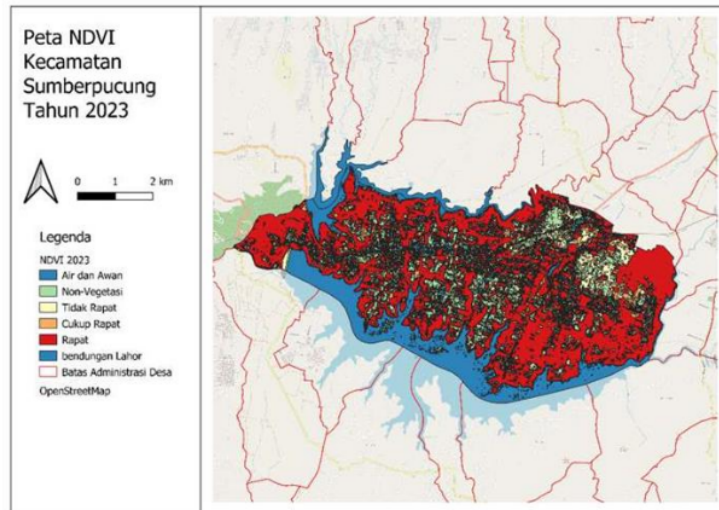 Peta NDVI
Kecamatan
Sumberpucung
Tahun 2023
0 1 2 km
Legenda
NDVI 2023
Air dan Awan
Non-Vegetasi
Tidak Rapat
Cukup Rapat
Rapat
bendungan Lahor
Batas Administrasi Desa
OpenStreetMap